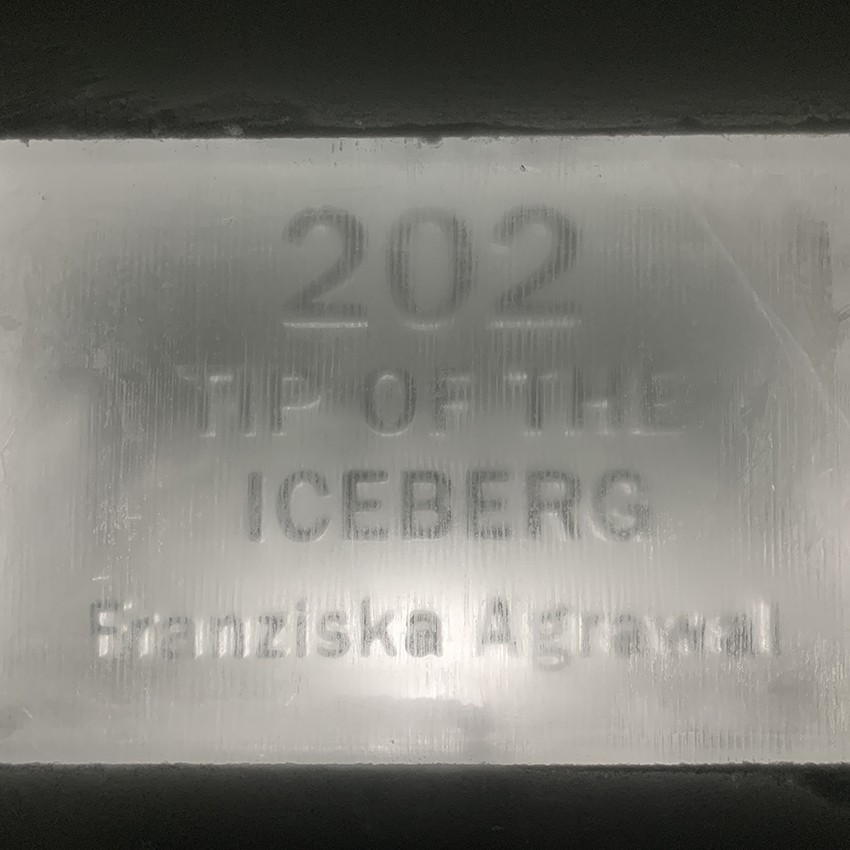 202
TIP OF THE
ICEBERG
Franziska Agrawal